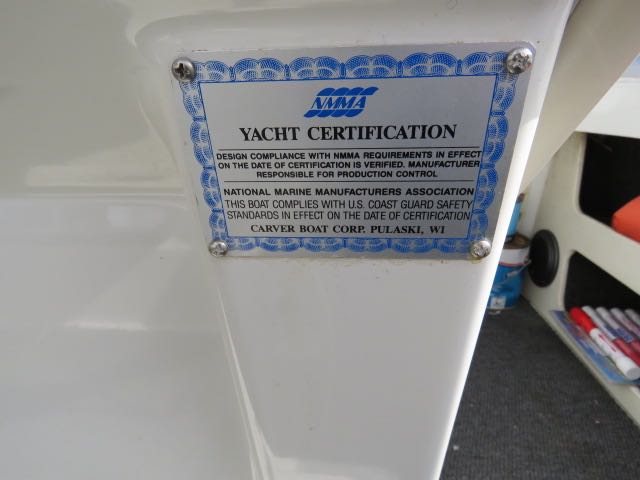 NMMA
YACHT CERTIFICATION
DESIGN COMPLIANCE WITH NMMA REQUIREMENTS IN EFFECT
ON THE DATE OF CERTIFICATION IS VERIFIED. MANUFACTURER
RESPONSIBLE FOR PRODUCTION CONTROL
NATIONAL MARINE MANUFACTURERS ASSOCIATION
THIS BOAT COMPLIES WITH U.S. COAST GUARD SAFETY
STANDARDS IN EFFECT ON THE DATE OF CERTIFICATION
CARVER BOAT CORP. PULASKI, WI